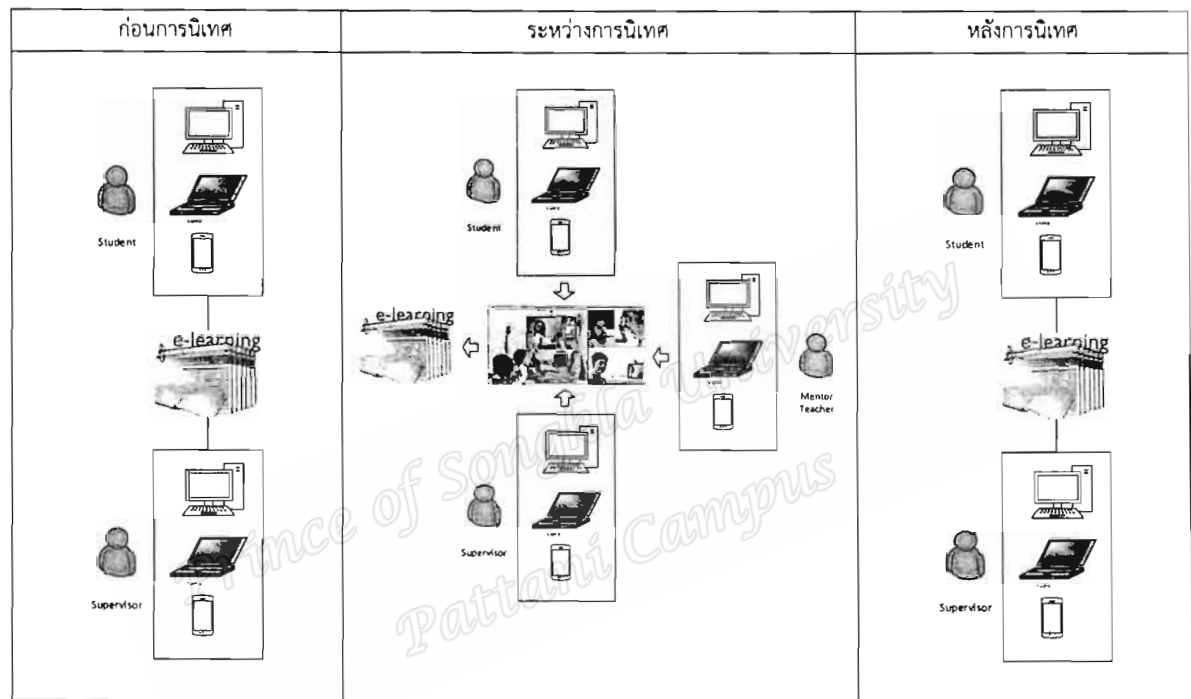 ก่อนการนิเทศ
ระหว่างการนิเทศ
หลังการนิเทศ
Student
e-learning
Supervisor
Student
e-learning
Mentor
Teacher
Supervisor
Student
e-learning
Supervisor
Prince of Songkla University
Pattani Campus